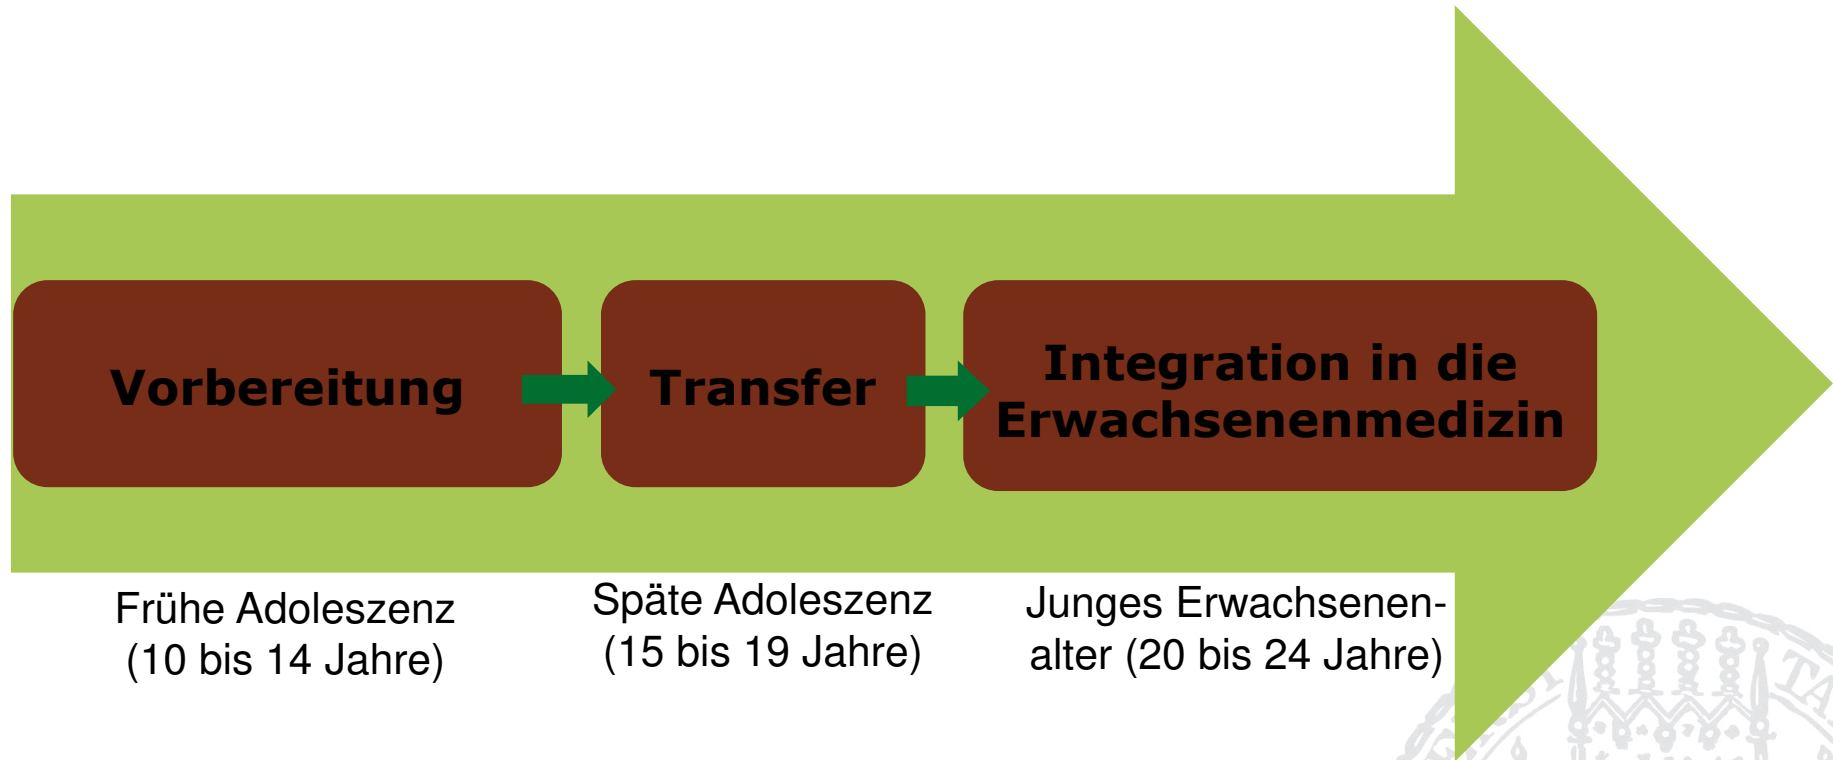 Vorbereitung
Transfer
Integration in die
Erwachsenenmedizin
Frühe Adoleszenz
(10 bis 14 Jahre)
Späte Adoleszenz
(15 bis 19 Jahre)
Junges Erwachsenen-
alter (20 bis 24 Jahre)